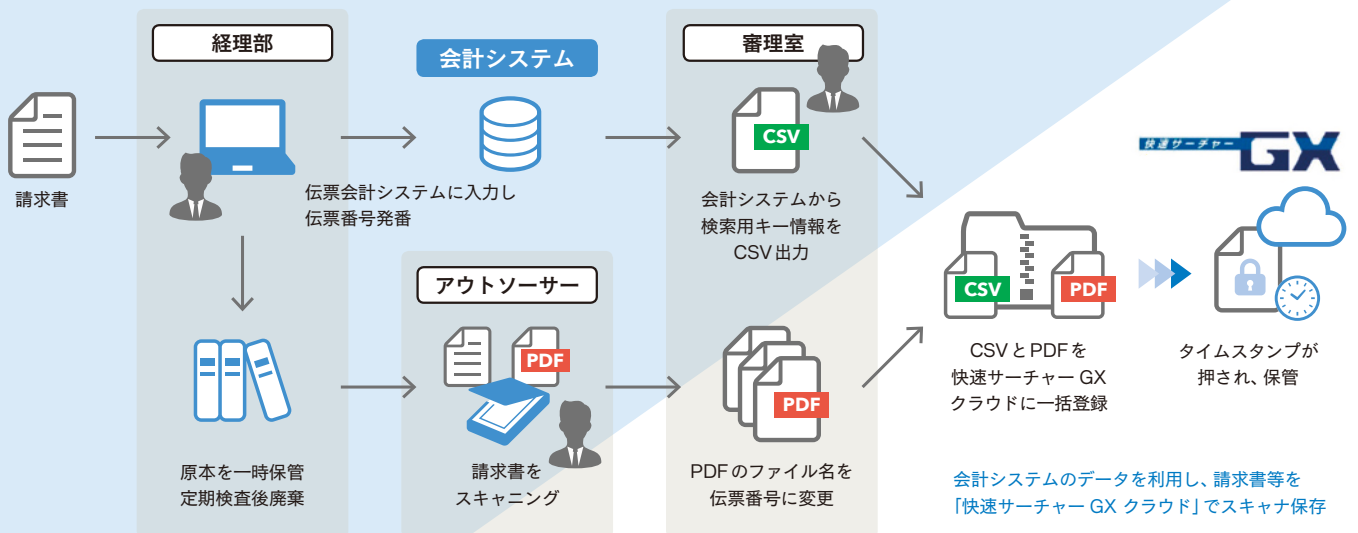 経理部
会計システム
審理室
CSV
請求書
伝票会計システムに入力し
伝票番号発番
会計システムから
検索用キー情報を
CSV出力
快速サーチャー GX
アウトソーサー
PDF
CSV
PDF
PDF
原本を一時保管
定期検査後廃棄
請求書を
スキャニング
PDFのファイル名を
伝票番号に変更
CSVとPDFを
快速サーチャー GX
クラウドに一括登録
タイムスタンプが
押され、保管
会計システムのデータを利用し、請求書等を
「快速サーチャー GX クラウド」でスキャナ保存